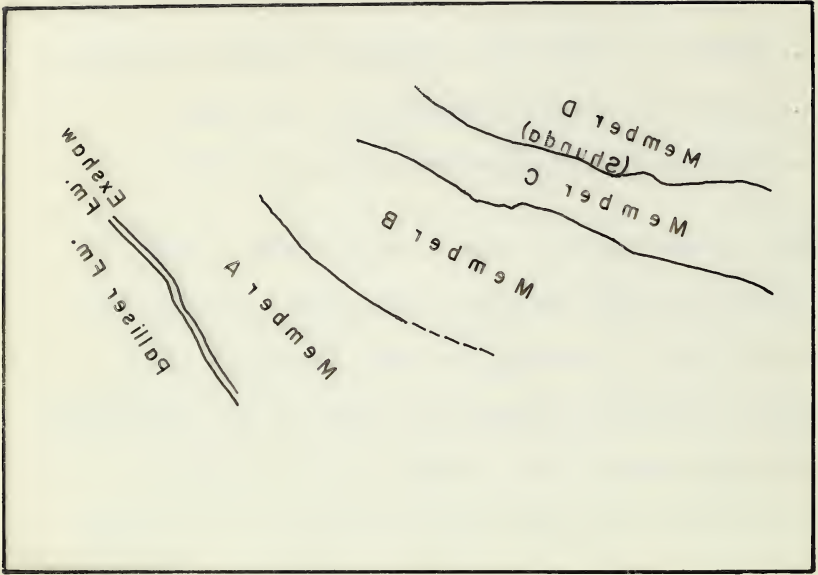 Member D
(Shunda)
Member C
Member B
Member A
Exshaw
Fm.
Palliser Fm.